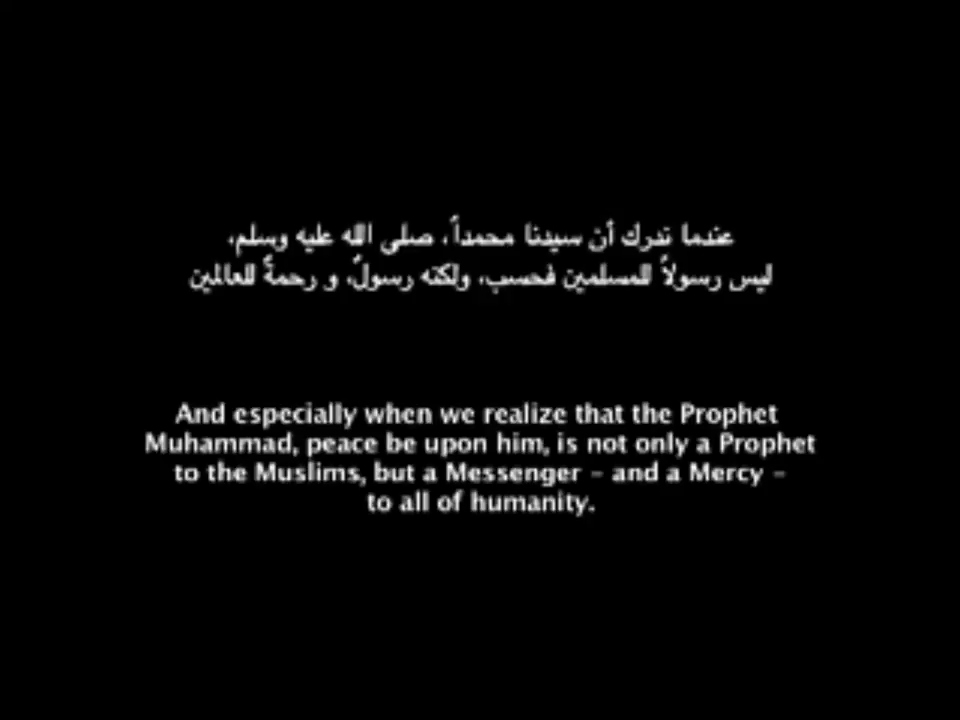 عندما ندرك أن سيدنا محمداً، صلى الله عليه وسلم،
ليس رسولاً للمسلمين فحسب، ولكنه رسولٌ، و رحمةً للعالمين
And especially when we realize that the Prophet
Muhammad, peace be upon him, is not only a Prophet
to the Muslims, but a Messenger – and a Mercy –
to all of humanity.